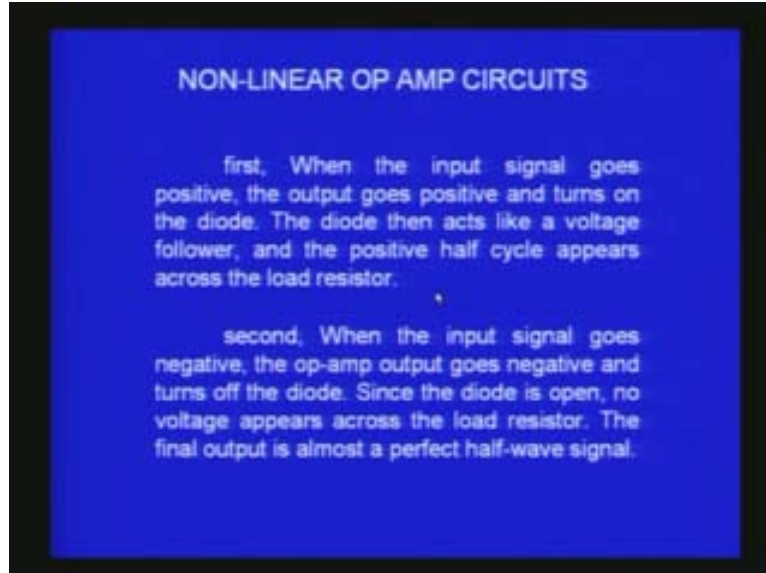 NON-LINEAR OP AMP CIRCUITS
first, When the input signal goes
positive, the output goes positive and turns on
the diode. The diode then acts like a voltage
follower, and the positive half cycle appears
across the load resistor.
second, When the input signal goes
negative, the op-amp output goes negative and
turns off the diode. Since the diode is open, no
voltage appears across the load resistor. The
final output is almost a perfect half-wave signal.